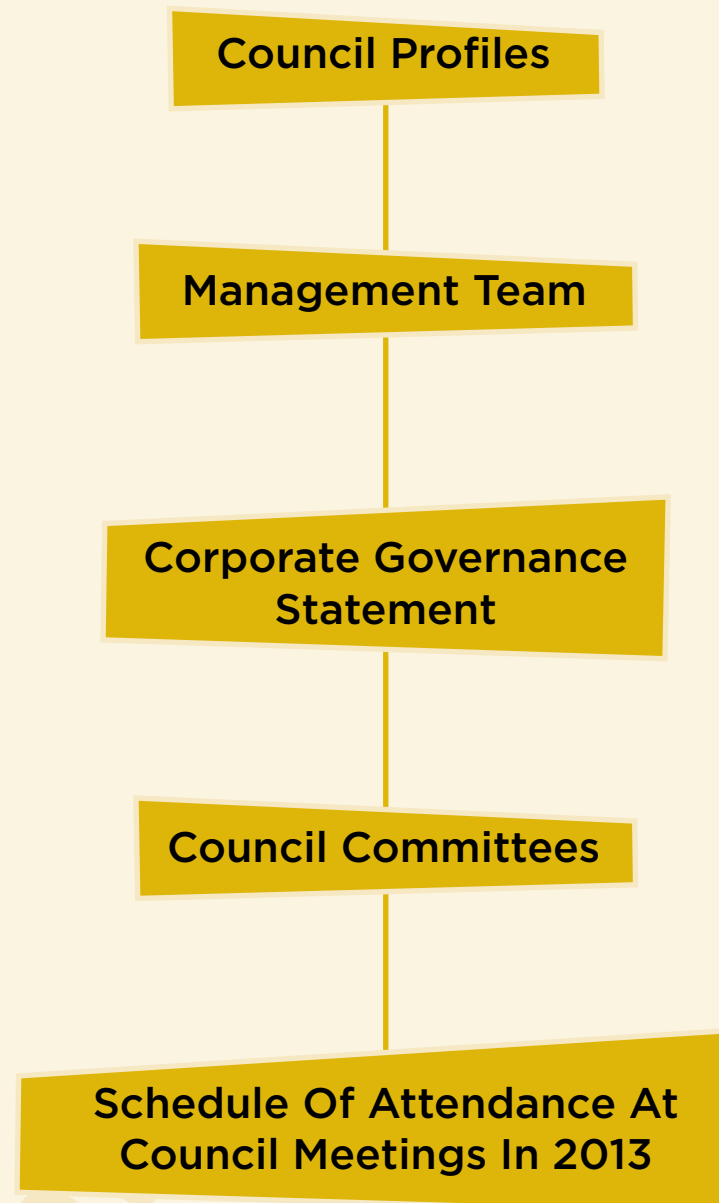 Council Profiles
Management Team
Corporate Governance
Statement
Council Committees
Schedule Of Attendance At
Council Meetings In 2013